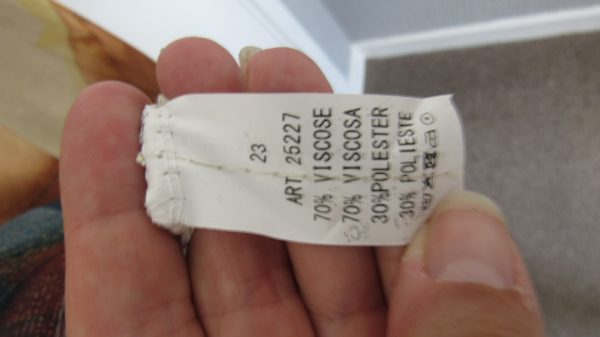 23
ART 25227
70% VISCOSE
70% VISCOSA
30%POLESTER
30% POLIESTE